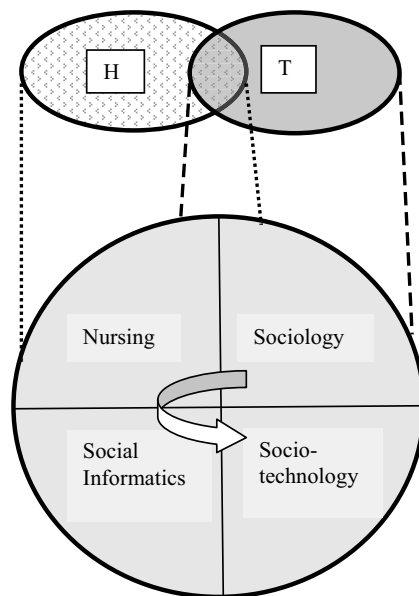 H
T
Nursing
Sociology
Social
Informatics
Socio-
technology